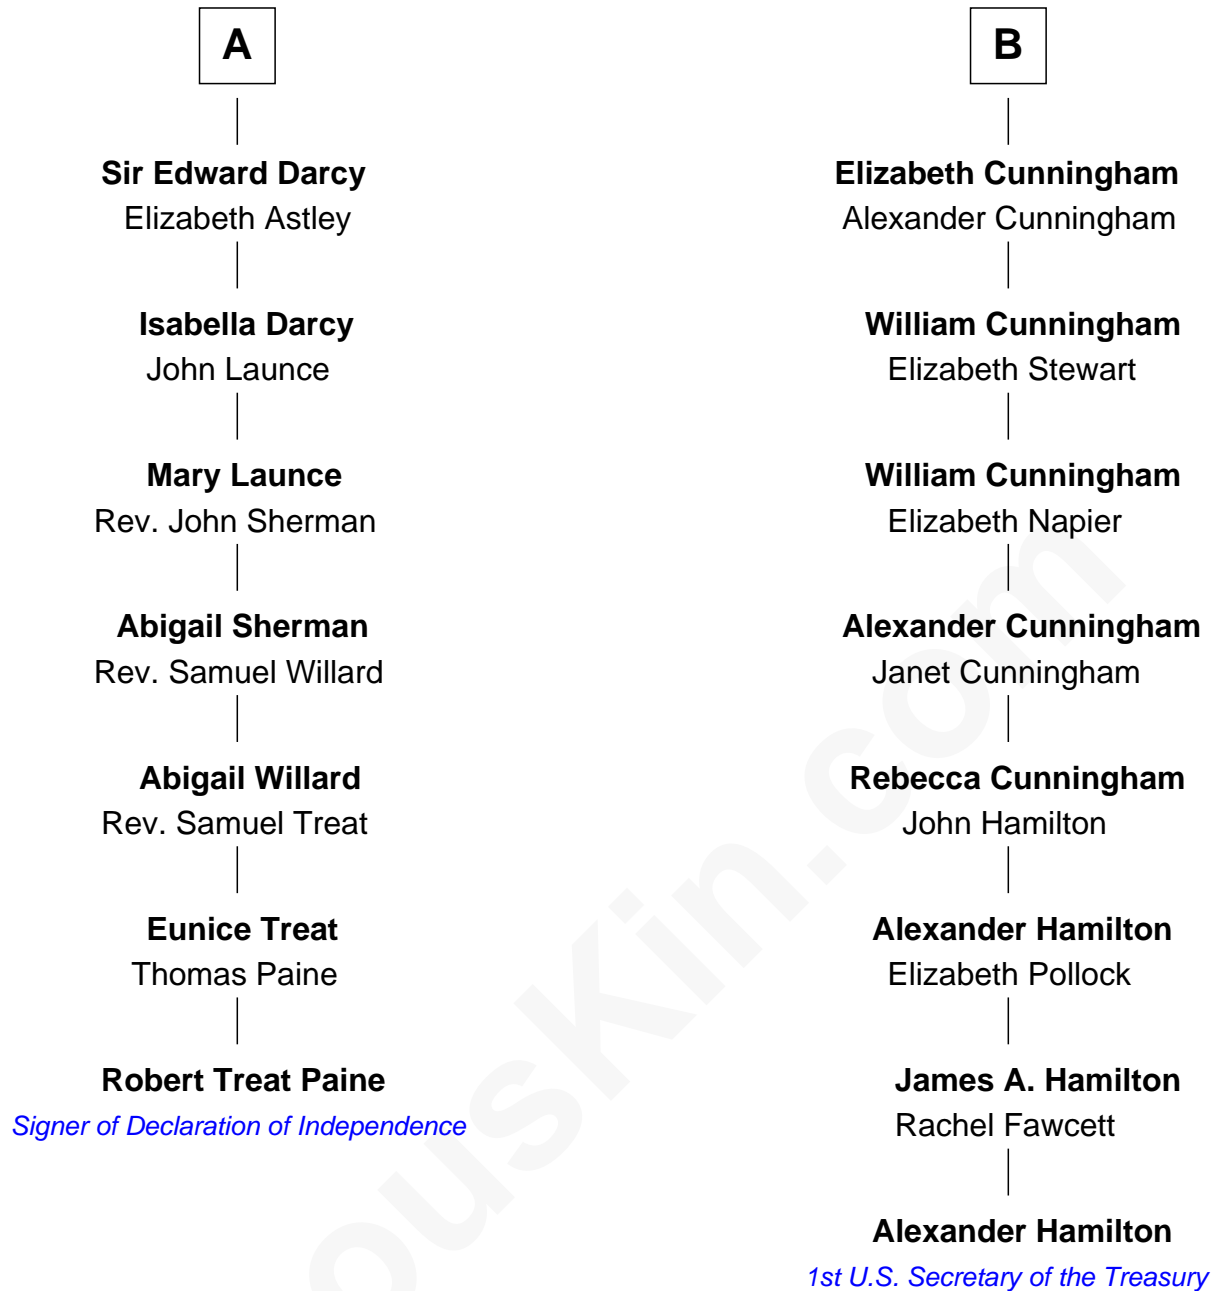 A
Sir Edward Darcy
Elizabeth Astley
Isabella Darcy
John Launce
Mary Launce
Rev. John Sherman
Abigail Sherman
Rev. Samuel Willard
Abigail Willard
Rev. Samuel Treat
Eunice Treat
Thomas Paine
Robert Treat Paine
Signer of Declaration of Independence
B
Elizabeth Cunningham
Alexander Cunningham
William Cunningham
Elizabeth Stewart
William Cunningham
Elizabeth Napier
Alexander Cunningham
Janet Cunningham
Rebecca Cunningham
John Hamilton
Alexander Hamilton
Elizabeth Pollock
James A. Hamilton
Rachel Fawcett
Alexander Hamilton
1st U.S. Secretary of the Treasury
ousKin.com